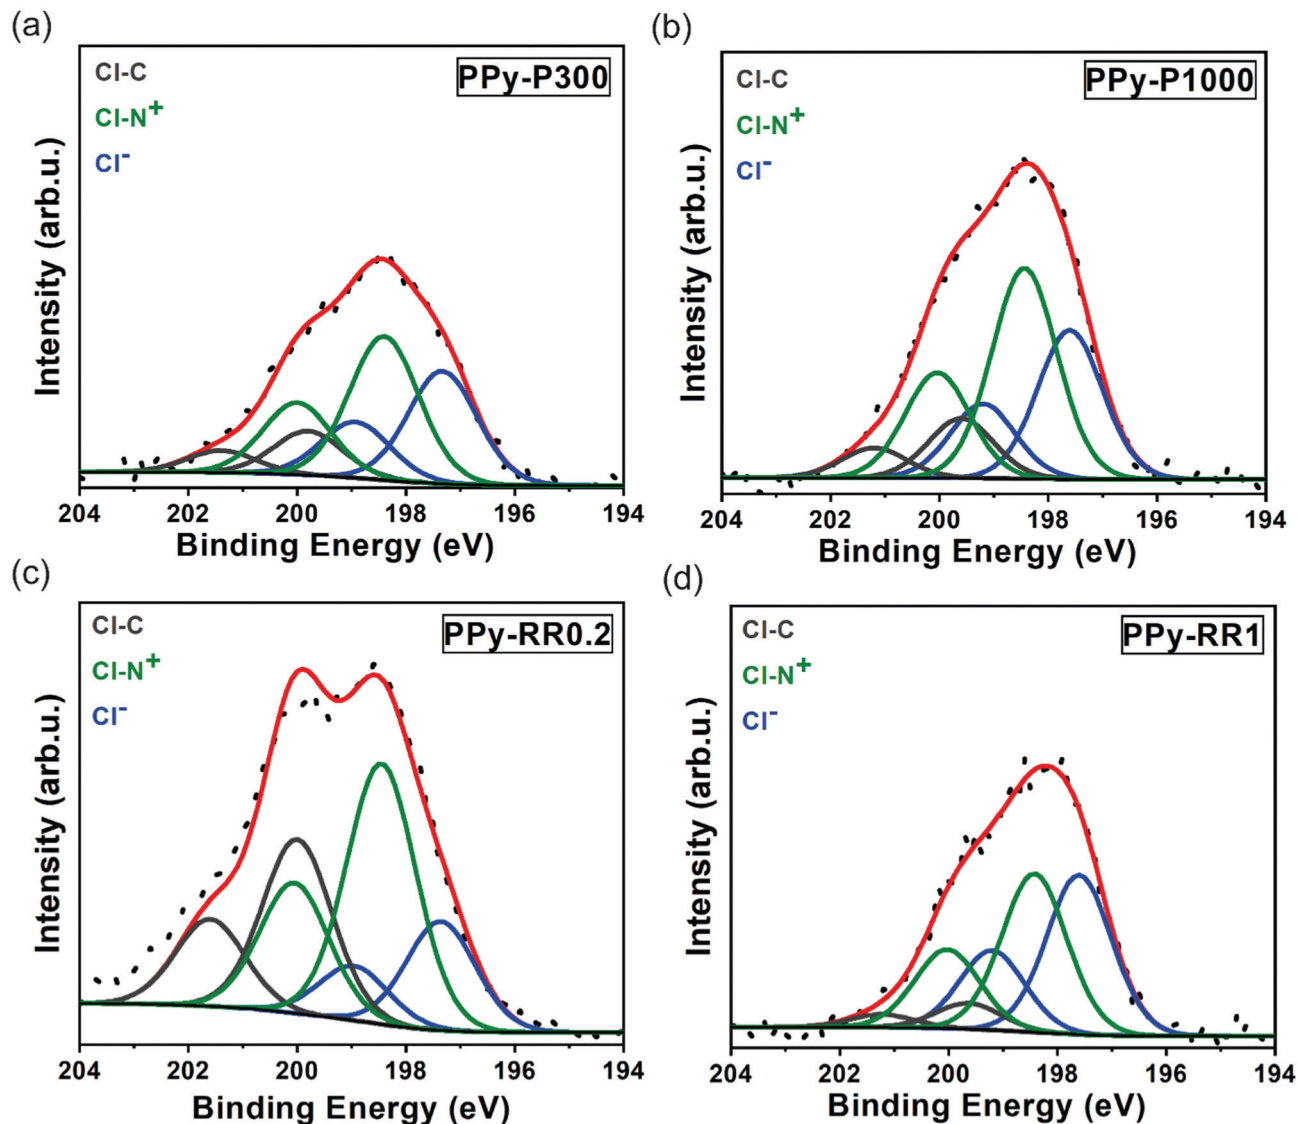 (a)
Cl-C
Cl-N+
Cl-
PPy-P300
Intensity (arb.u.)
204 202 200 198 196 194
Binding Energy (eV)
(b)
Cl-C
Cl-N+
Cl-
PPy-P1000
Intensity (arb.u.)
204 202 200 198 196 194
Binding Energy (eV)
(c)
Cl-C
Cl-N+
Cl-
PPy-RR0.2
Intensity (arb.u.)
204 202 200 198 196 194
Binding Energy (eV)
(d)
Cl-C
Cl-N+
Cl-
PPy-RR1
Intensity (arb.u.)
204 202 200 198 196 194
Binding Energy (eV)